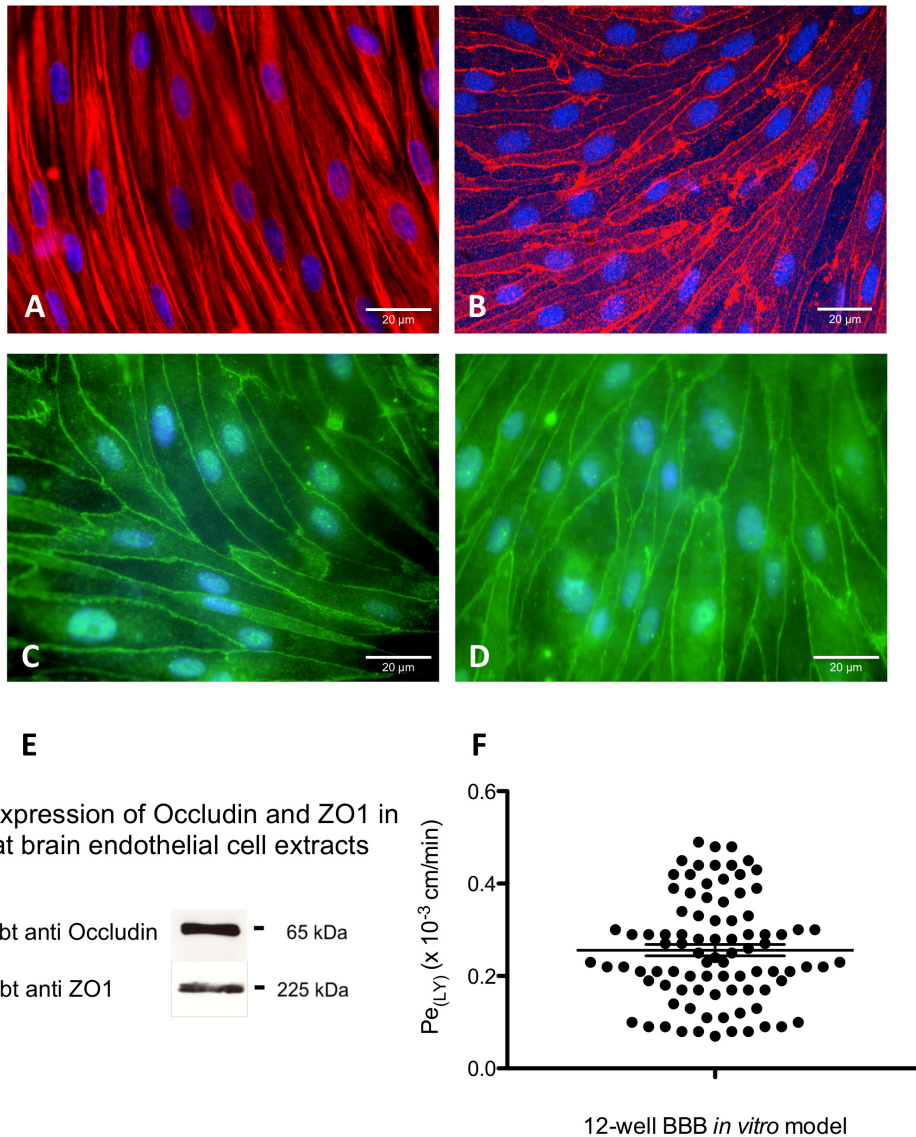 A
20 µm
B
20 µm
C
20 µm
D
20 µm
E
xpression of Occludin and ZO1 in
at brain endothelial cell extracts
bt anti Occludin
65 kDa
bt anti ZO1
225 kDa
F
Pe(LY) (x 10-3 cm/min)
0.6
0.4
0.2
0.0
12-well BBB in vitro model